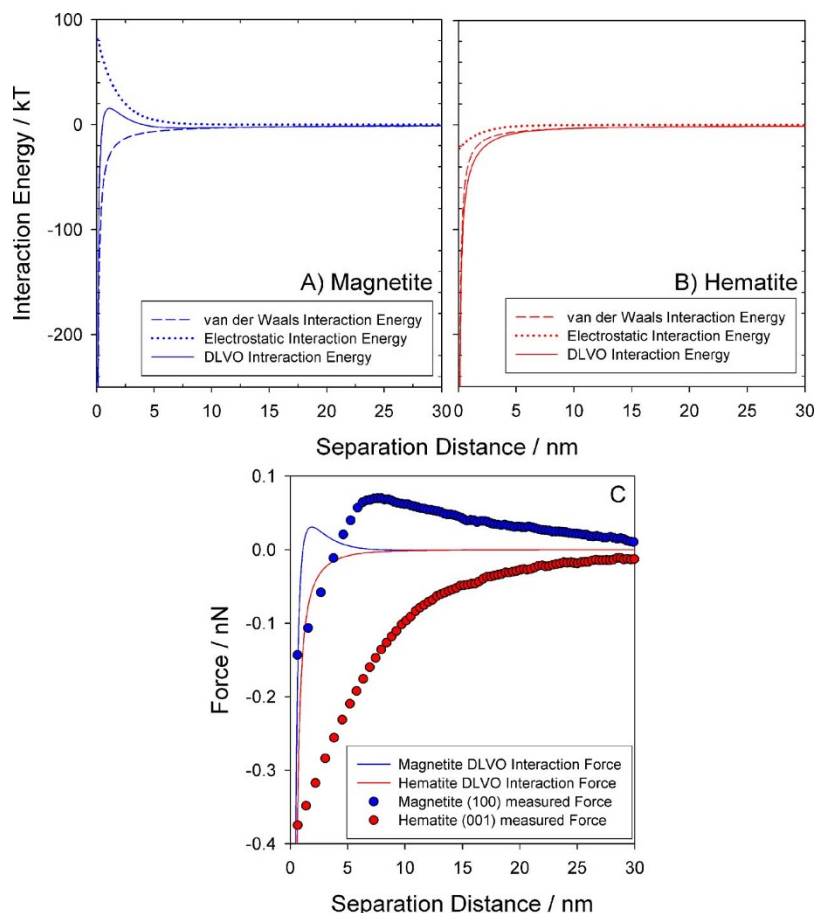 Interaction Energy / kT
100
0
-100
-200
A) Magnetite
van der Waals Interaction Energy
Electrostatic Interaction Energy
DLVO Intreraction Energy
0 5 10 15 20 25 30
B) Hematite
van der Waals Interaction Energy
Electrostatic Interaction Energy
DLVO Interaction Energy
0 5 10 15 20 25 30
Separation Distance / nm
Force / nN
0.1
0.0
-0.1
-0.2
-0.3
-0.4
C
Magnetite DLVO Interaction Force
Hematite DLVO Interaction Force
Magnetite (100) measured Force
Hematite (001) measured Force
0 5 10 15 20 25 30
Separation Distance / nm